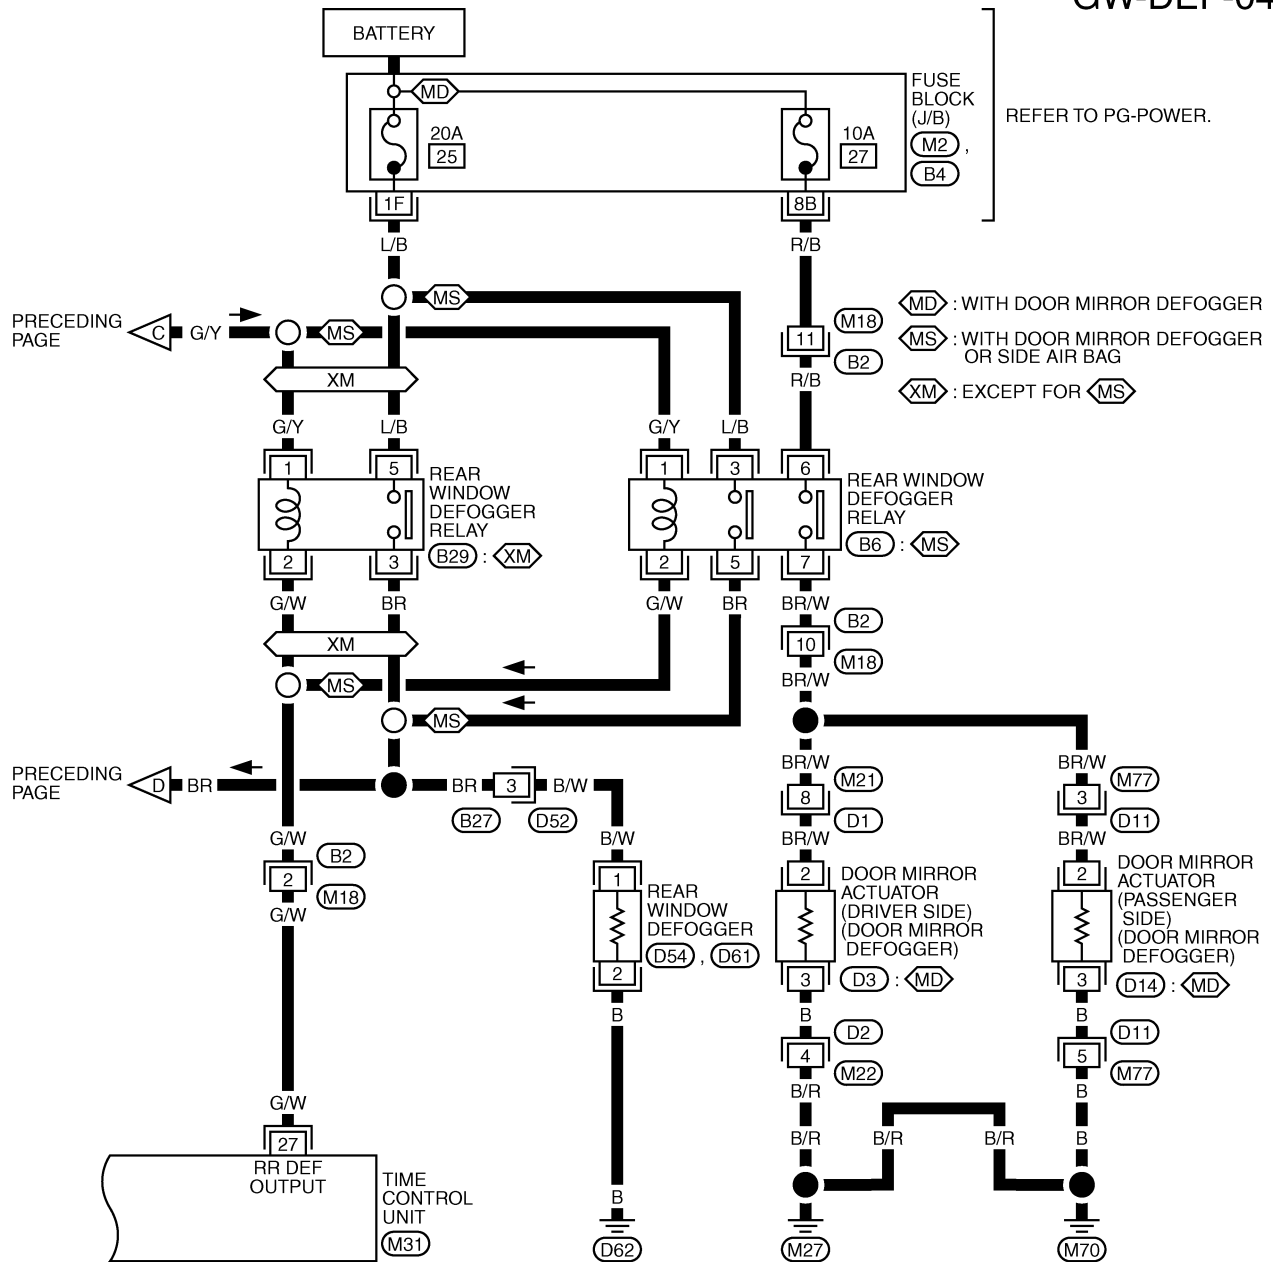 BATTERY
MD
FUSE
BLOCK
(J/B)
M2 ,
B4
REFER TO PG-POWER.
20A
25
10A
27
1F
8B
L/B
R/B
MS
PRECEDING
PAGE
C
G/Y
MS
M18
11
B2
R/B
MD : WITH DOOR MIRROR DEFOGGER
MS : WITH DOOR MIRROR DEFOGGER
OR SIDE AIR BAG
XM : EXCEPT FOR MS
XM
G/Y
L/B
G/Y
L/B
1
5
1
3
6
REAR
WINDOW
DEFOGGER
RELAY
B29 : XM
REAR WINDOW
DEFOGGER
RELAY
B6 : MS
2
3
2
5
7
G/W
BR
G/W
BR
BR/W
B2
10
M18
XM
MS
BR/W
MS
PRECEDING
PAGE
D
BR
BR
3
B/W
B27
D52
BR/W
BR/W
M21
8
D1
M77
3
D11
G/W
B/W
BR/W
BR/W
B2
2
M18
G/W
1
REAR
WINDOW
DEFOGGER
D54 , D61
2
2
DOOR MIRROR
ACTUATOR
(DRIVER SIDE)
(DOOR MIRROR
DEFOGGER)
3
D3 : MD
2
DOOR MIRROR
ACTUATOR
(PASSENGER
SIDE)
(DOOR MIRROR
DEFOGGER)
3
D14 : MD
B
B
B
D2
4
M22
D11
5
M77
B/R
B
G/W
B/R
B/R
B/R
B
27
RR DEF
OUTPUT
TIME
CONTROL
UNIT
M31
B
D62
M27
M70